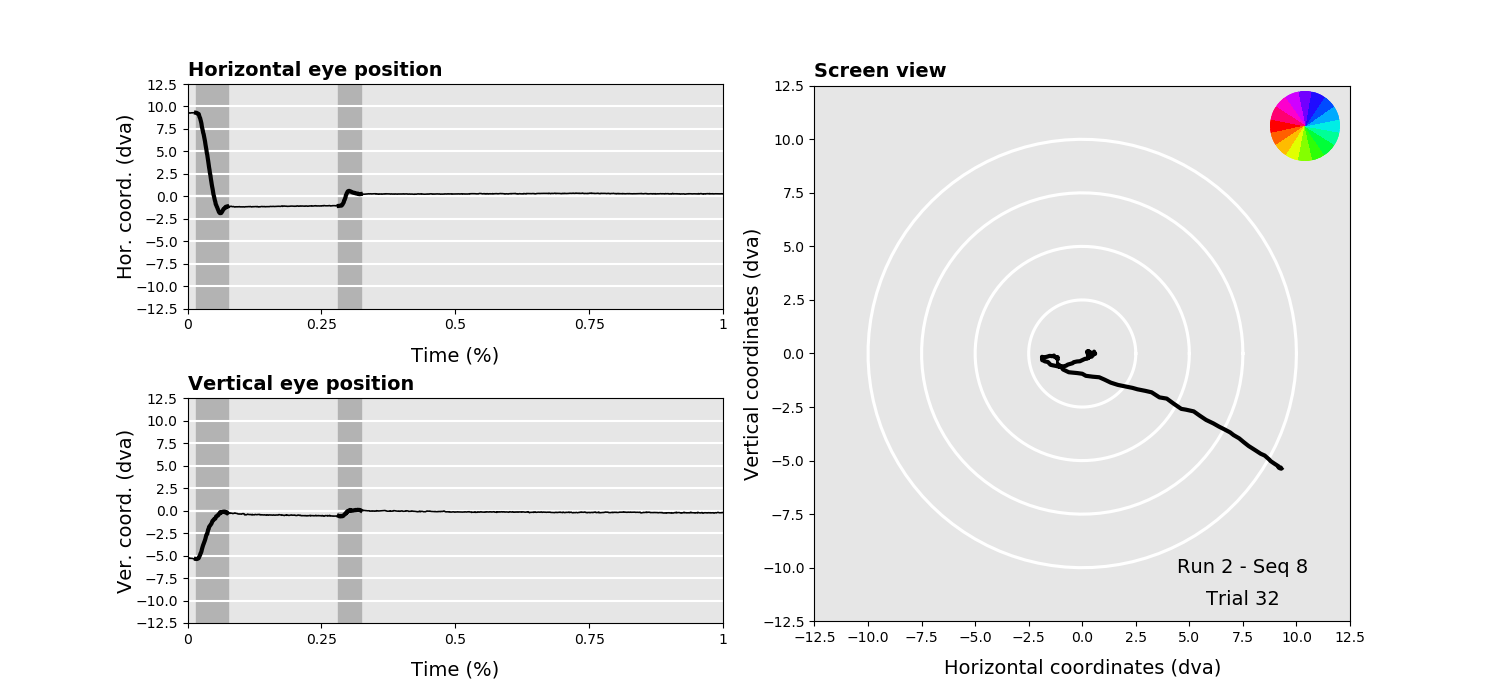 Horizontal eye position
12.5
10.0
7.5
5.0
2.5
0.0
−2.5
−5.0
−7.5
−10.0
−12.5
Hor. coord. (dva)
0 0.25 0.5 0.75 1
Time (%)
Vertical eye position
12.5
10.0
7.5
5.0
2.5
0.0
−2.5
−5.0
−7.5
−10.0
−12.5
Ver. coord. (dva)
0 0.25 0.5 0.75 1
Time (%)
Screen view
12.5
10.0
7.5
5.0
2.5
0.0
−2.5
−5.0
−7.5
−10.0
−12.5
Vertical coordinates (dva)
Run 2 - Seq 8
Trial 32
−12.5 −10.0 −7.5 −5.0 −2.5 0.0 2.5 5.0 7.5 10.0 12.5
Horizontal coordinates (dva)